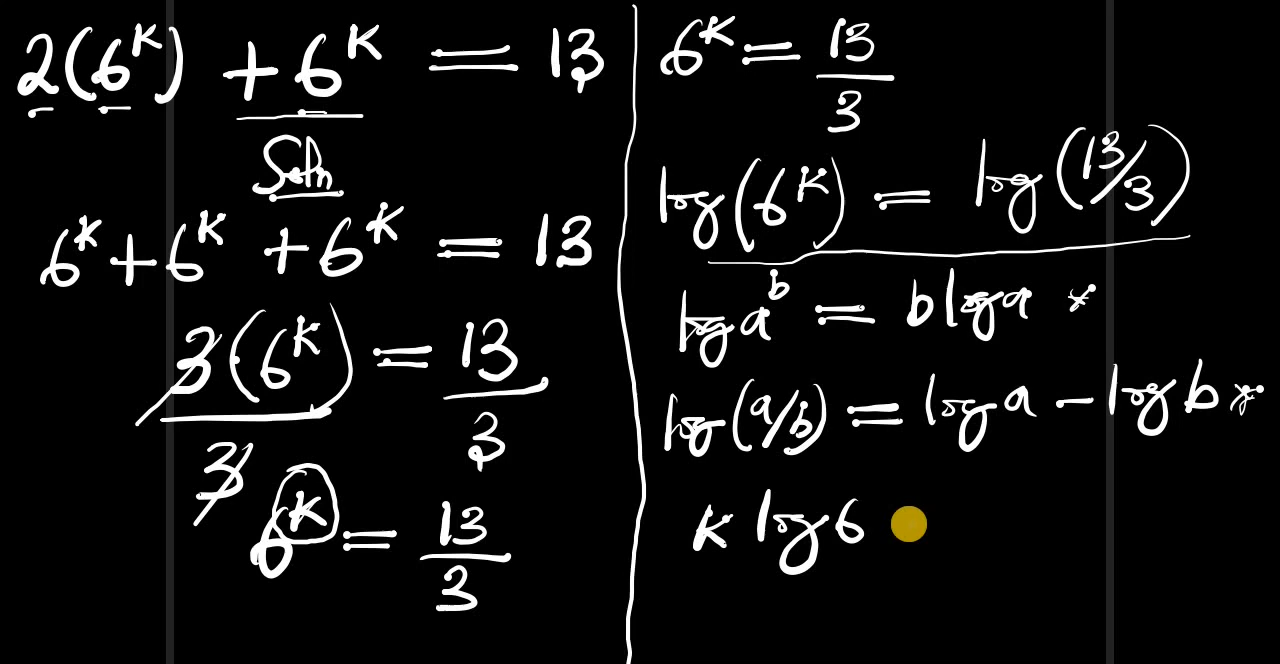 2(6^K) + 6^K = 13
Soln
6^K + 6^K + 6^K = 13
3(6^K)/3 = 13/3
6^K = 13/3
6^K = 13/3
log(6^K) = log(13/3)
log a^b = b log a *
log(a/b) = log a - log b *
K log 6